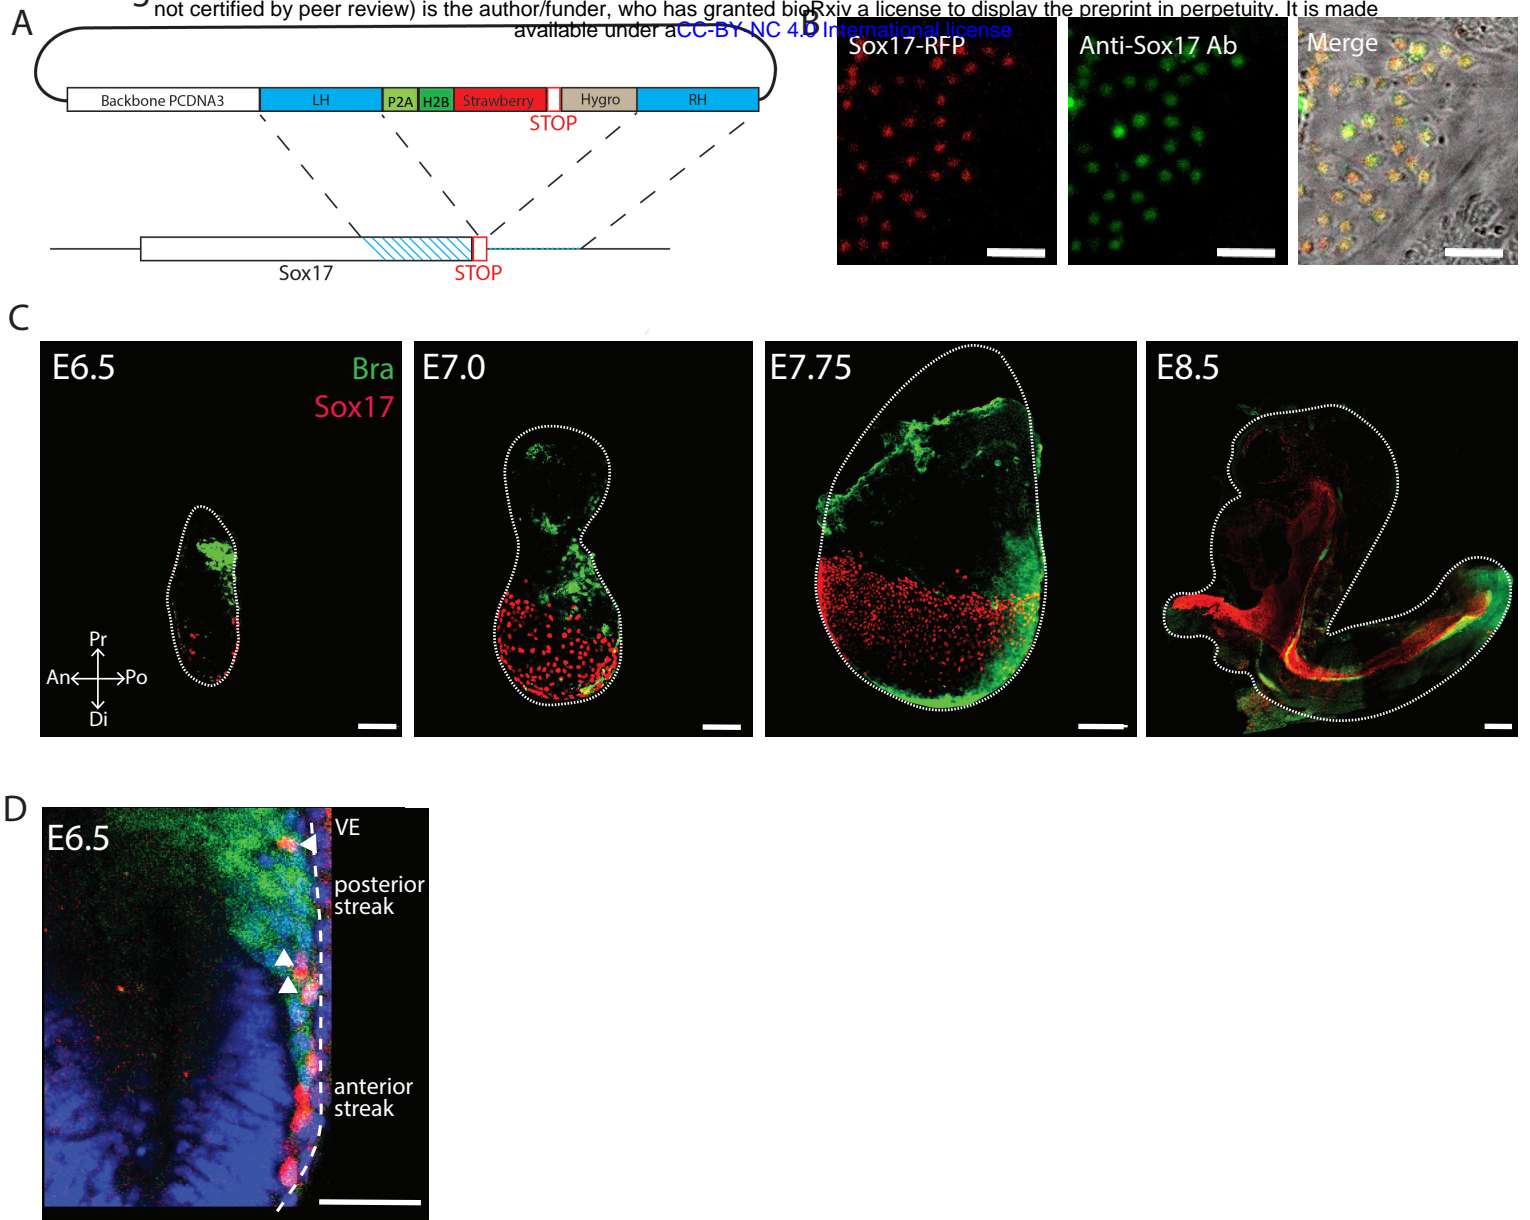 not certified by peer review) is the author/funder, who has granted bioRxiv a license to display the preprint in perpetuity. It is made
available under aCC-BY-NC 4.0 International license
A
Backbone PCDNA3
LH
P2A
H2B
Strawberry
Hygro
RH
STOP
Sox17
STOP
B
Sox17-RFP
Anti-Sox17 Ab
Merge
C
E6.5
Bra
Sox17
Pr
An
Po
Di
E7.0
E7.75
E8.5
D
E6.5
VE
posterior
streak
anterior
streak